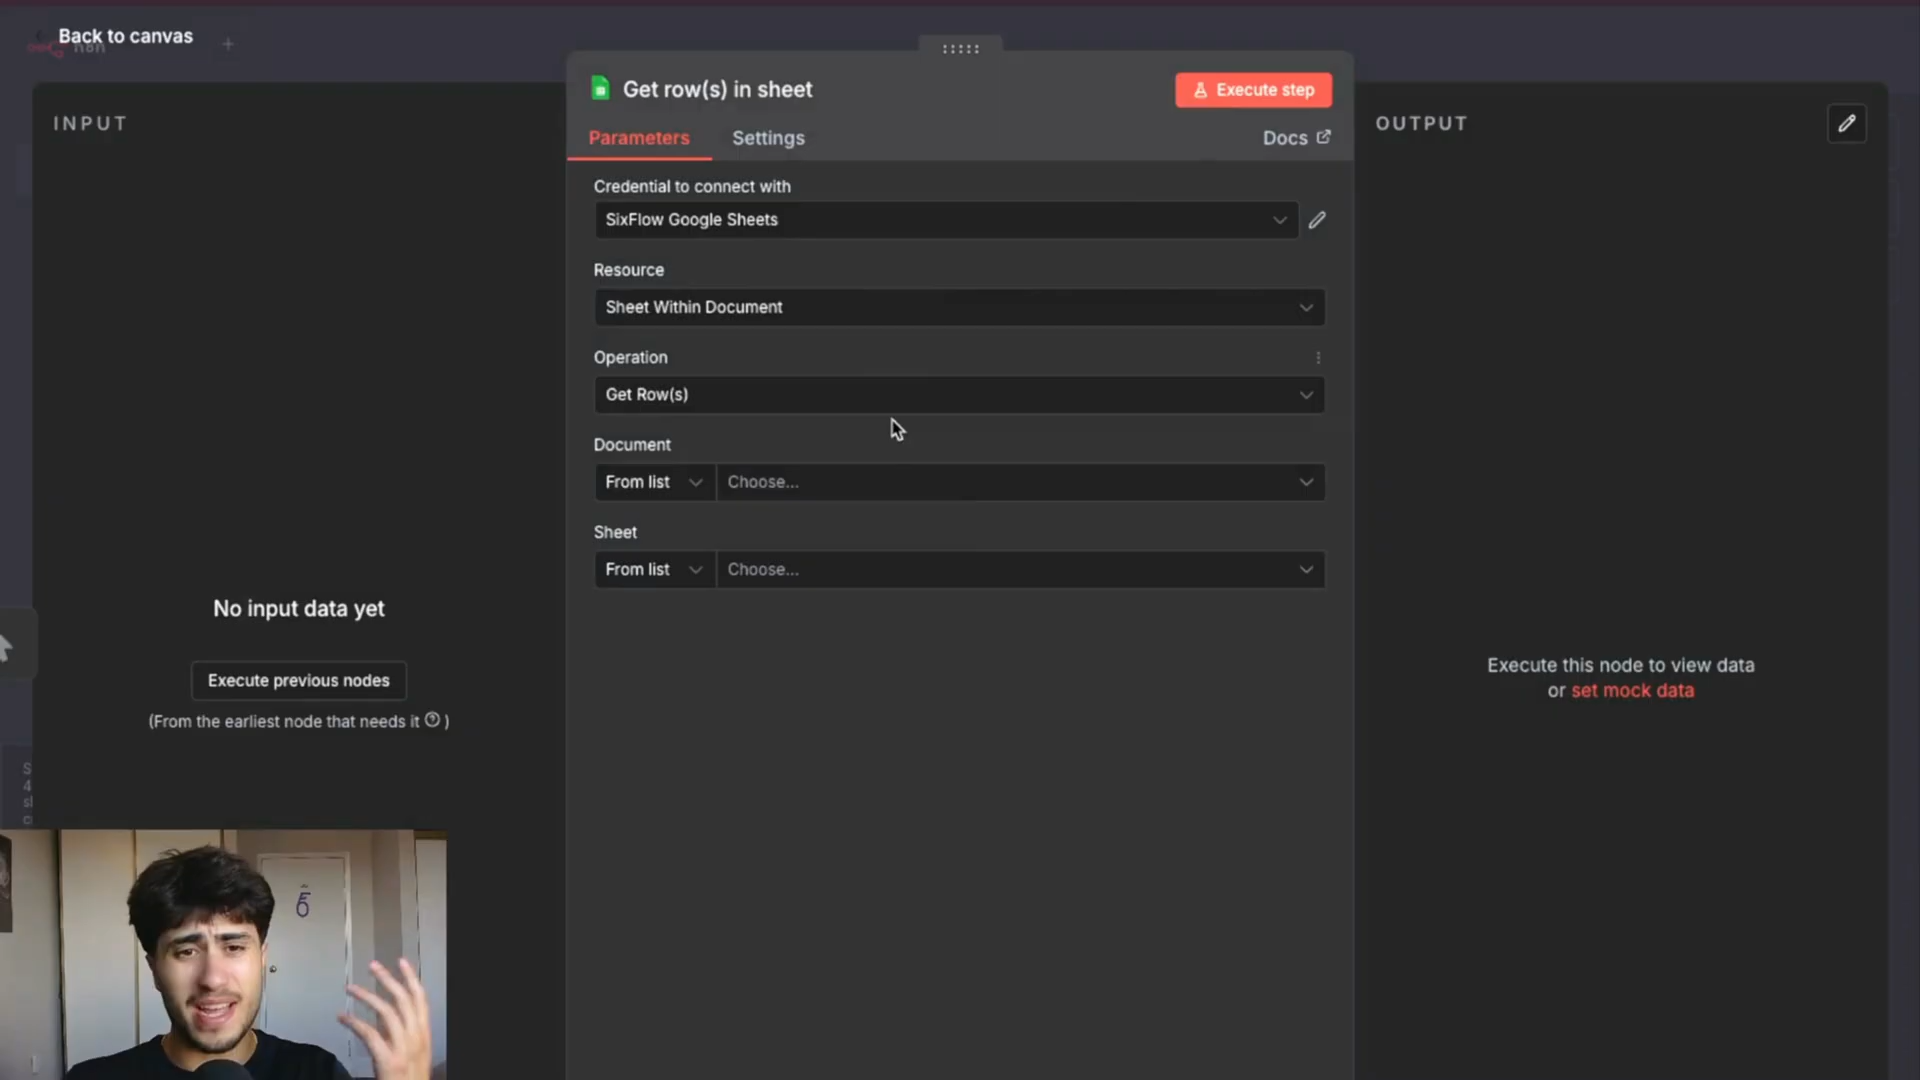 Back to canvas
n8n
INPUT
No input data yet
Execute previous nodes
(From the earliest node that needs it ? )
Get row(s) in sheet
Execute step
Parameters
Settings
Docs
Credential to connect with
SixFlow Google Sheets
Resource
Sheet Within Document
Operation
Get Row(s)
Document
From list
Choose...
Sheet
From list
Choose...
OUTPUT
Execute this node to view data
or set mock data